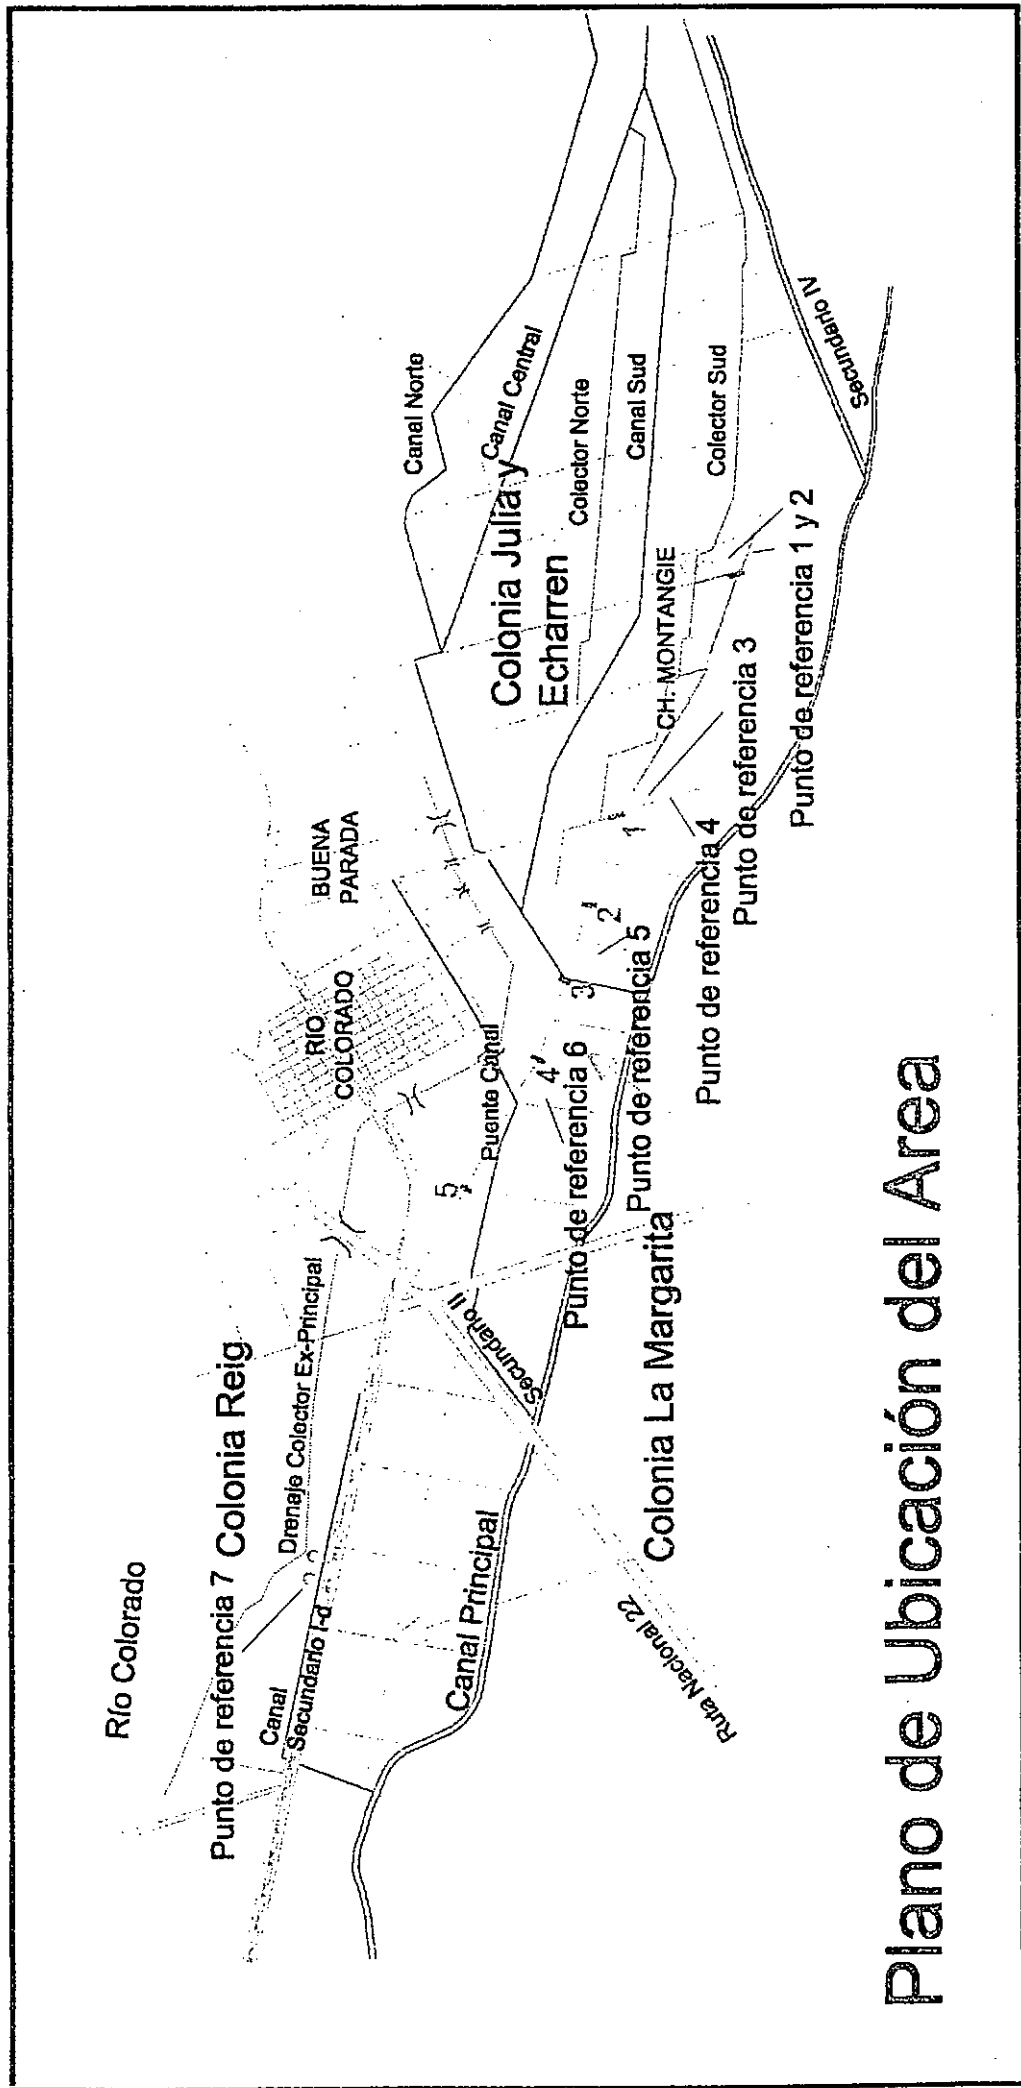 Río Colorado
Punto de referencia 7
Colonia Reig
Drenaje Colector Ex-Principal
Canal
Secundario I-d
Canal Principal
Ruta Nacional 22
Secundario II
Colonia La Margarita
RIO
COLORADO
BUENA
PARADA
Puente Canal
5
4
3
2
1
Punto de referencia 6
Punto de referencia 5
Punto de referencia 4
Punto de referencia 3
Punto de referencia 1 y 2
CH. MONTANGIE
Colonia Julia y
Echarren
Canal Norte
Canal Central
Colector Norte
Canal Sud
Colector Sud
Secundario IV
Plano de Ubicación del Area